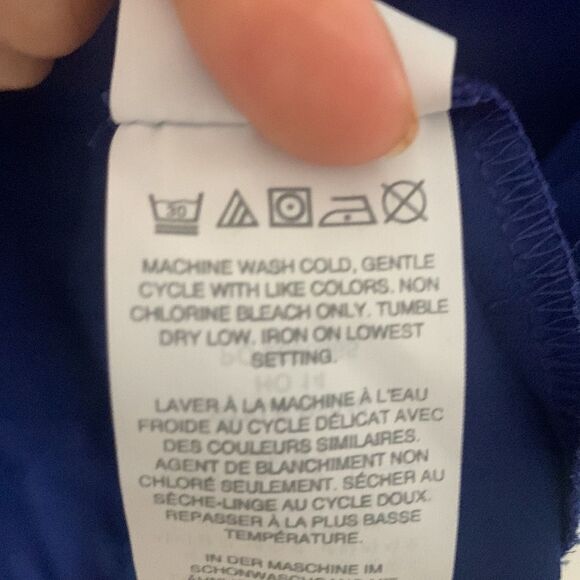 30
MACHINE WASH COLD, GENTLE
CYCLE WITH LIKE COLORS. NON
CHLORINE BLEACH ONLY. TUMBLE
DRY LOW. IRON ON LOWEST
SETTING.
LAVER À LA MACHINE À L'EAU
FROIDE AU CYCLE DÉLICAT AVEC
DES COULEURS SIMILAIRES.
AGENT DE BLANCHIMENT NON
CHLORÉ SEULEMENT. SÉCHER AU
SÈCHE-LINGE AU CYCLE DOUX.
REPASSER À LA PLUS BASSE
TEMPÉRATURE.
IN DER MASCHINE IM